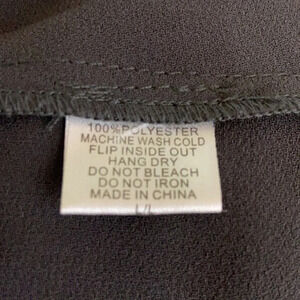 100%POLYESTER
MACHINE WASH COLD
FLIP INSIDE OUT
HANG DRY
DO NOT BLEACH
DO NOT IRON
MADE IN CHINA
L/L